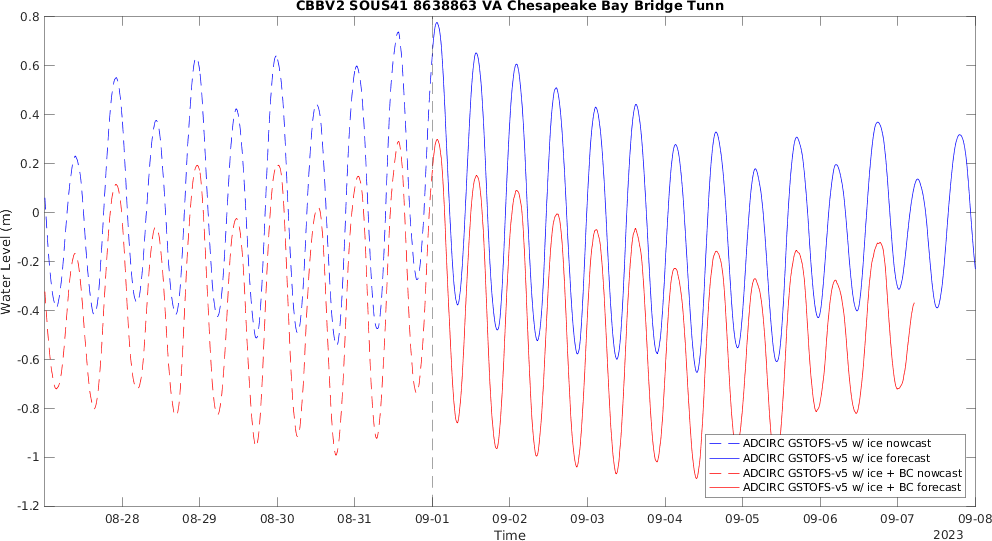 CBBV2 SOUS41 8638863 VA Chesapeake Bay Bridge Tunn
0.8
0.6
0.4
0.2
0
-0.2
-0.4
-0.6
-0.8
-1
-1.2
Water Level (m)
ADCIRC GSTOFS-v5 w/ ice nowcast
ADCIRC GSTOFS-v5 w/ ice forecast
ADCIRC GSTOFS-v5 w/ ice + BC nowcast
ADCIRC GSTOFS-v5 w/ ice + BC forecast
08-28 08-29 08-30 08-31 09-01 09-02 09-03 09-04 09-05 09-06 09-07 09-08
Time
2023